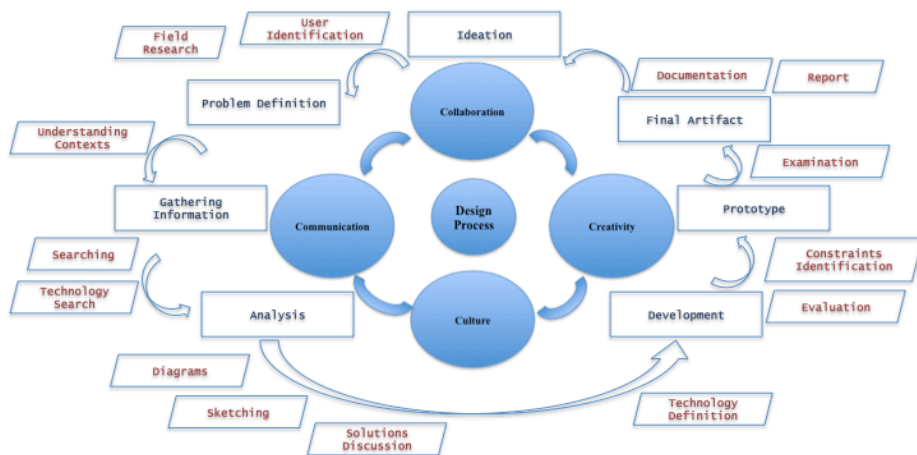 User
Identification
Ideation
Field
Research
Documentation
Report
Problem Definition
Collaboration
Final Artifact
Understanding
Contexts
Examination
Gathering
Information
Communication
Design
Process
Creativity
Prototype
Searching
Constraints
Identification
Technology
Search
Analysis
Culture
Development
Evaluation
Diagrams
Sketching
Technology
Definition
Solutions
Discussion